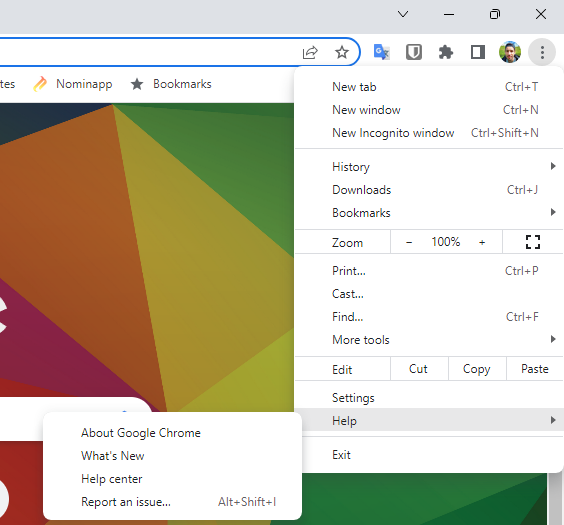 tes Nominapp Bookmarks
New tab Ctrl+T
New window Ctrl+N
New Incognito window Ctrl+Shift+N
History
Downloads Ctrl+J
Bookmarks
Zoom − 100% +
Print... Ctrl+P
Cast...
Find... Ctrl+F
More tools
Edit Cut Copy Paste
Settings
Help
Exit
About Google Chrome
What's New
Help center
Report an issue... Alt+Shift+I